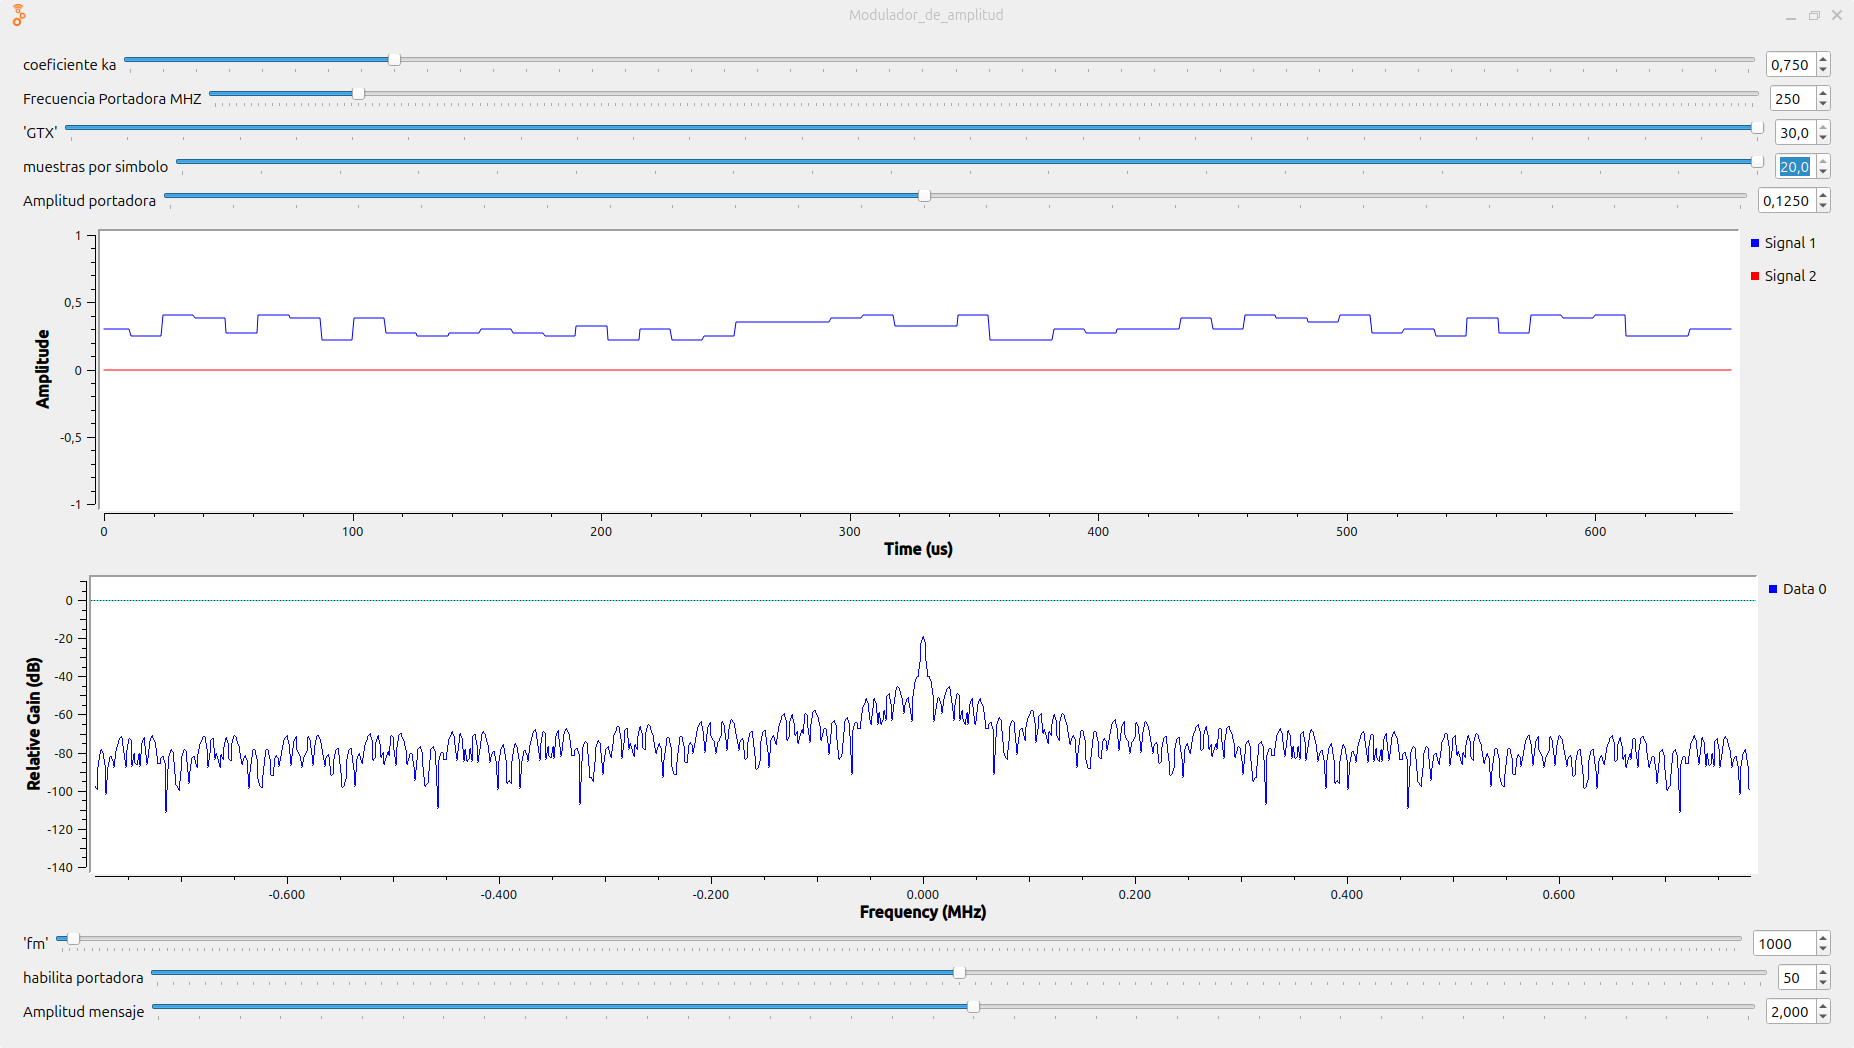 Modulador_de_amplitud
coeficiente ka 0,750
Frecuencia Portadora MHZ 250
'GTX' 30,0
muestras por simbolo 20,0
Amplitud portadora 0,1250
1
0,5
0
-0,5
-1
Amplitude
0 100 200 300 400 500 600
Time (us)
Signal 1
Signal 2
0
-20
-40
-60
-80
-100
-120
-140
Relative Gain (dB)
-0.600 -0.400 -0.200 0.000 0.200 0.400 0.600
Frequency (MHz)
Data 0
'fm' 1000
habilita portadora 50
Amplitud mensaje 2,000